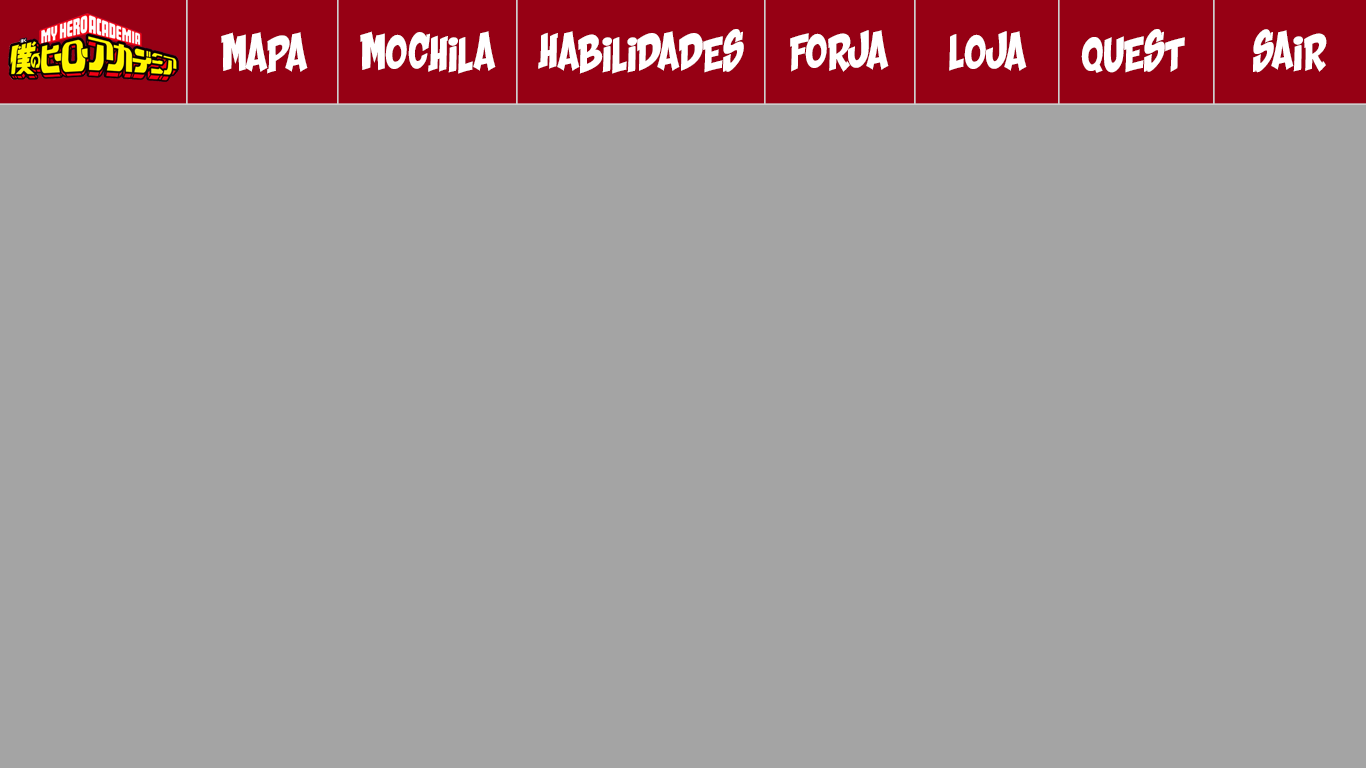 MY HERO ACADEMIA
僕のヒーローアカデミア
MAPA
MOCHiLA
HABiLiDADES
FORJA
LOJA
QUEST
SAiR